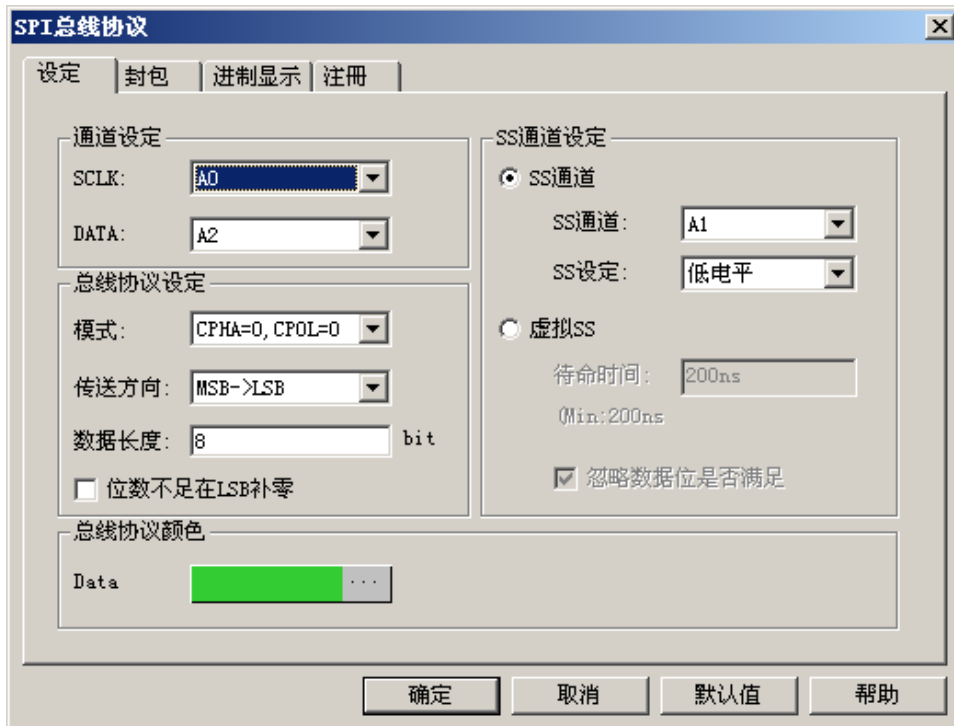 SPI总线协议
设定 封包 进制显示 注册
通道设定
SCLK: A0
DATA: A2
总线协议设定
模式: CPHA=0,CPOL=0
传送方向: MSB->LSB
数据长度: 8 bit
位数不足在LSB补零
SS通道设定
SS通道
SS通道: A1
SS设定: 低电平
虚拟SS
待命时间: 200ns
(Min:200ns
忽略数据位是否满足
总线协议颜色
Data ...
确定 取消 默认值 帮助